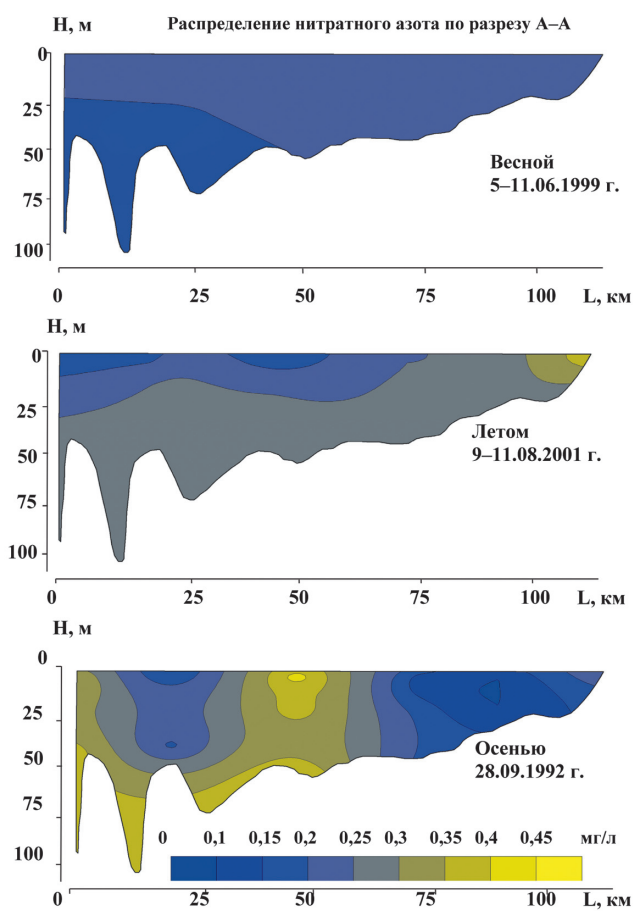 Распределение нитратного азота по разрезу А–А
Н, м
0
25
50
75
100
Весной
5–11.06.1999 г.
0 25 50 75 100 L, км
Н, м
0
25
50
75
100
Летом
9–11.08.2001 г.
0 25 50 75 100 L, км
Н, м
0
25
50
75
100
Осенью
28.09.1992 г.
0 0,1 0,15 0,2 0,25 0,3 0,35 0,4 0,45 мг/л
25 50 75 100 L, км